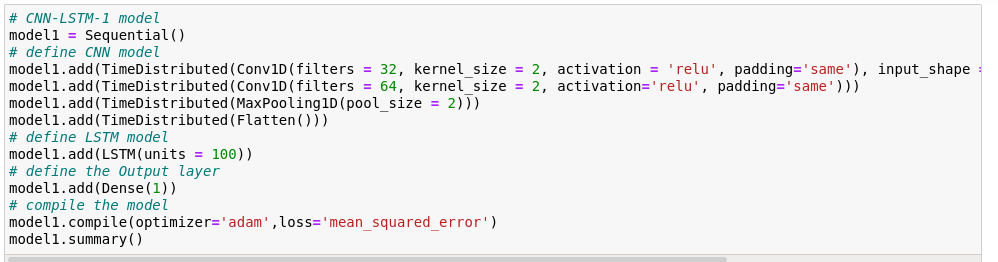 # CNN-LSTM-1 model
model1 = Sequential()
# define CNN model
model1.add(TimeDistributed(Conv1D(filters = 32, kernel_size = 2, activation = 'relu', padding='same'), input_shape =
model1.add(TimeDistributed(Conv1D(filters = 64, kernel_size = 2, activation='relu', padding='same')))
model1.add(TimeDistributed(MaxPooling1D(pool_size = 2)))
model1.add(TimeDistributed(Flatten()))
# define LSTM model
model1.add(LSTM(units = 100))
# define the Output layer
model1.add(Dense(1))
# compile the model
model1.compile(optimizer='adam',loss='mean_squared_error')
model1.summary()